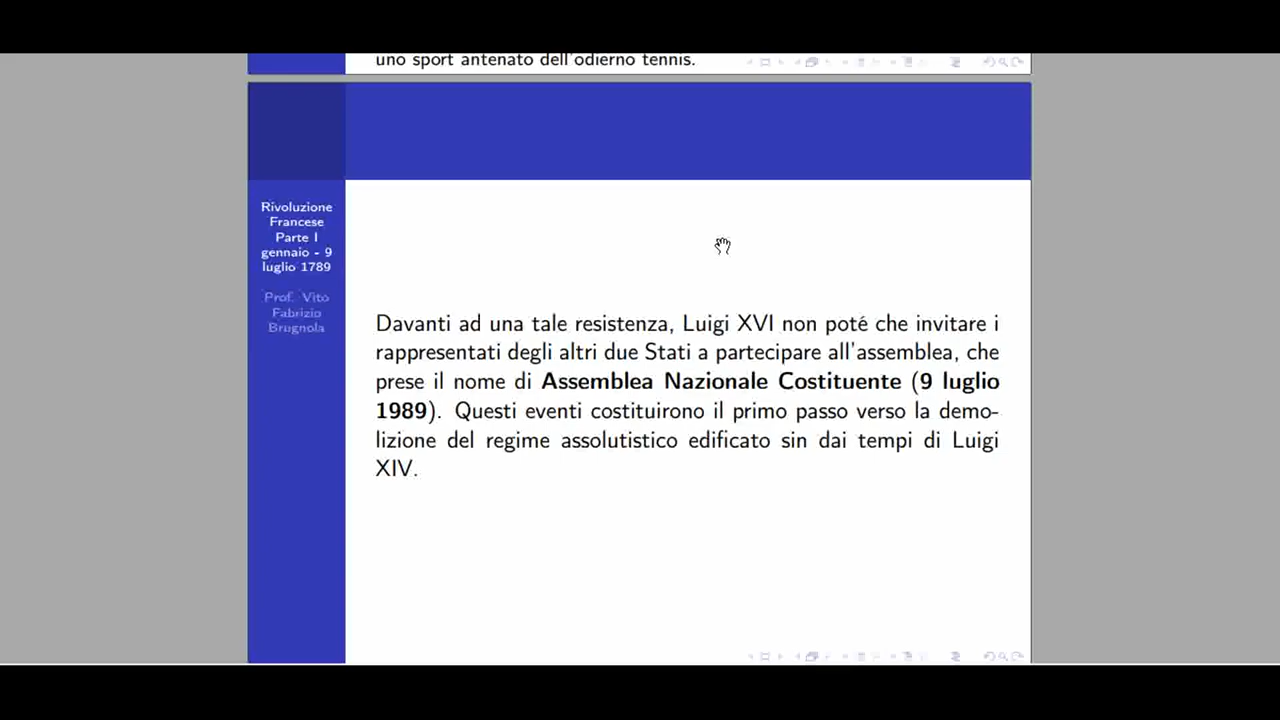 uno sport antenato dell'odierno tennis.
Rivoluzione
Francese
Parte I
gennaio - 9
luglio 1789
Prof. Vito
Fabrizio
Brugnola
Davanti ad una tale resistenza, Luigi XVI non poté che invitare i
rappresentati degli altri due Stati a partecipare all'assemblea, che
prese il nome di Assemblea Nazionale Costituente (9 luglio
1989). Questi eventi costituirono il primo passo verso la demo-
lizione del regime assolutistico edificato sin dai tempi di Luigi
XIV.